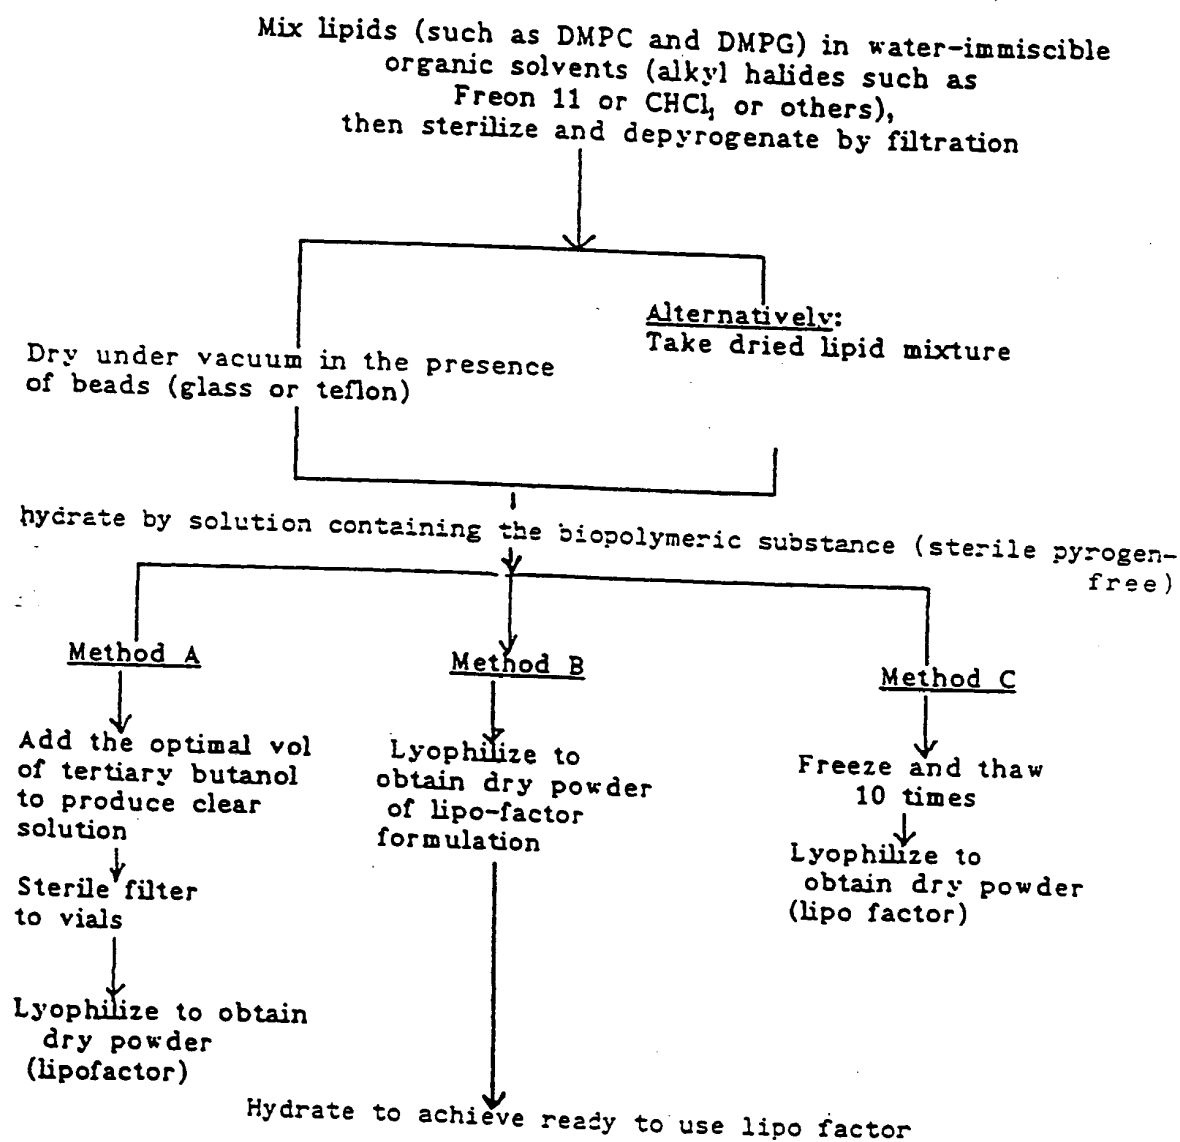 Mix lipids (such as DMPC and DMPG) in water-immiscible
organic solvents (alkyl halides such as
Freon 11 or CHCl, or others),
then sterilize and depyrogenate by filtration
Dry under vacuum in the presence
of beads (glass or teflon)
Alternatively:
Take dried lipid mixture
hydrate by solution containing the biopolymeric substance (sterile pyrogen-
free)
Method A
Add the optimal vol
of tertiary butanol
to produce clear
solution
Sterile filter
to vials
Lyophilize to obtain
dry powder
(lipofactor)
Method B
Lyophilize to
obtain dry powder
of lipo-factor
formulation
Method C
Freeze and thaw
10 times
Lyophilize to
obtain dry powder
(lipo factor)
Hydrate to achieve ready to use lipo factor